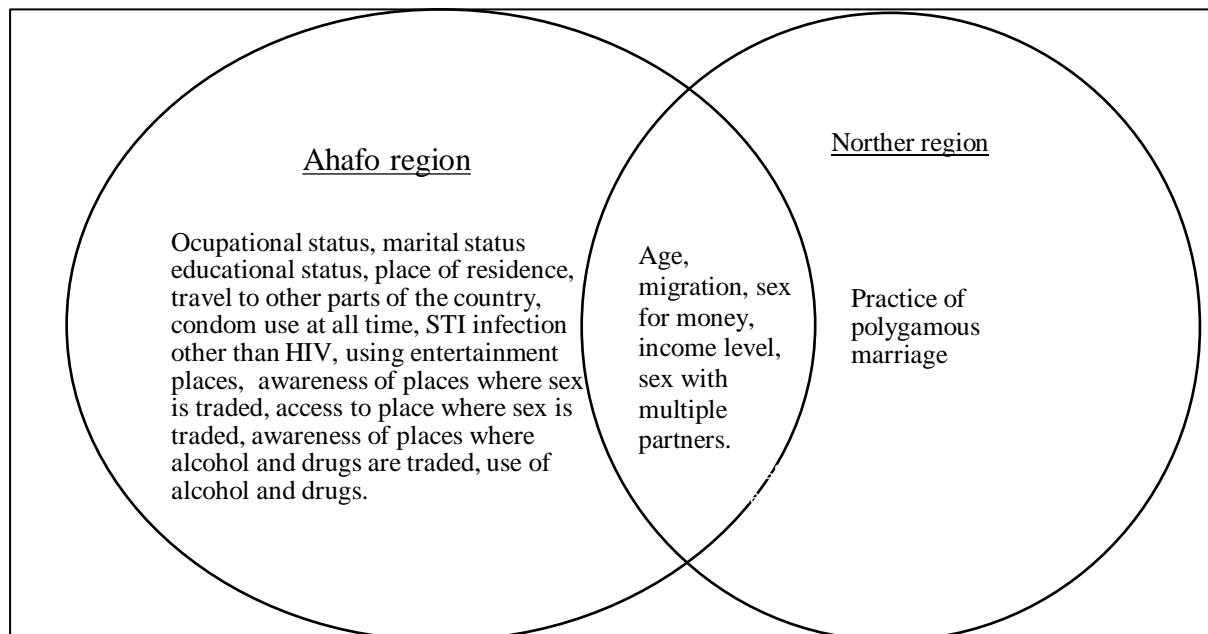 Ahafo region
Ocupational status, marital status
educational status, place of residence,
travel to other parts of the country,
condom use at all time, STI infection
other than HIV, using entertainment
places, awareness of places where sex
is traded, access to place where sex is
traded, awareness of places where
alcohol and drugs are traded, use of
alcohol and drugs.
Age,
migration, sex
for money,
income level,
sex with
multiple
partners.
Norther region
Practice of
polygamous
marriage